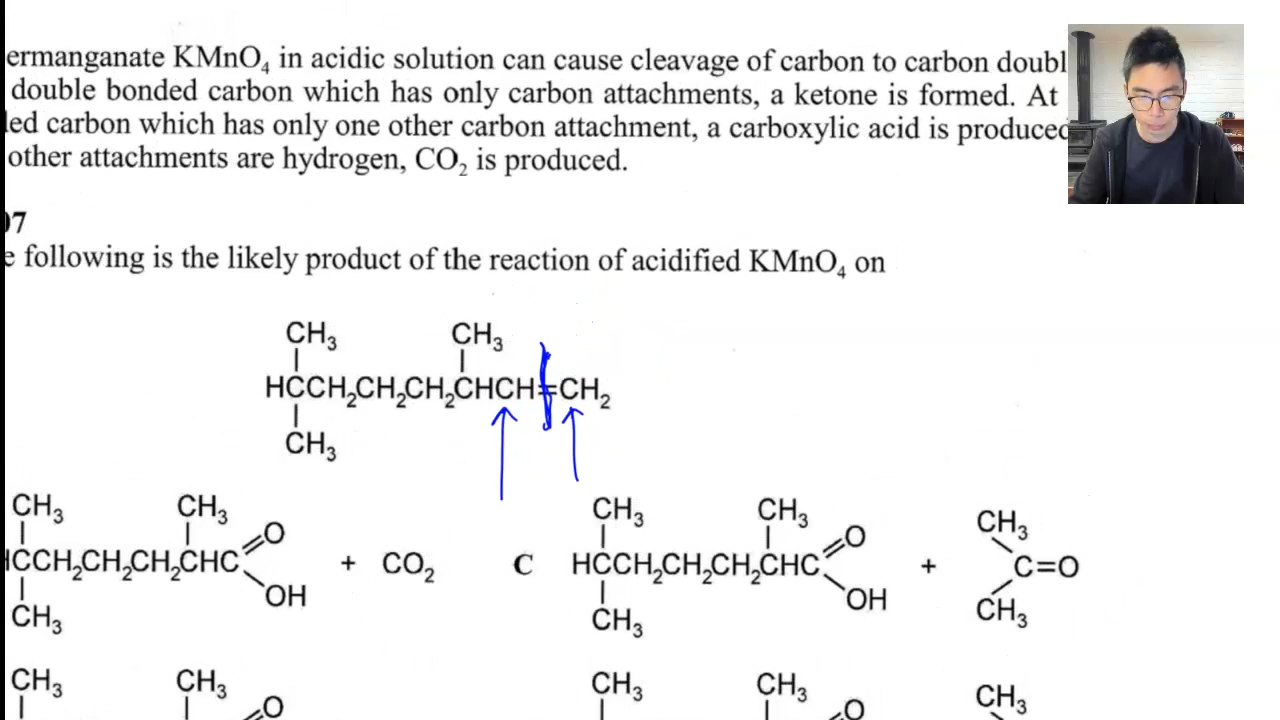 ermanganate KMnO₄ in acidic solution can cause cleavage of carbon to carbon doubl
double bonded carbon which has only carbon attachments, a ketone is formed. At
led carbon which has only one other carbon attachment, a carboxylic acid is produced
other attachments are hydrogen, CO₂ is produced.
07
e following is the likely product of the reaction of acidified KMnO₄ on
CH₃ CH₃
HCCH₂CH₂CH₂CHCH=CH₂
CH₃
CH₃ CH₃ O
HCCH₂CH₂CH₂CHC + CO₂
OH
CH₃
C CH₃ CH₃ O CH₃
HCCH₂CH₂CH₂CHC + C=O
OH
CH₃ CH₃
CH₃ CH₃ O CH₃ CH₃ O CH₃